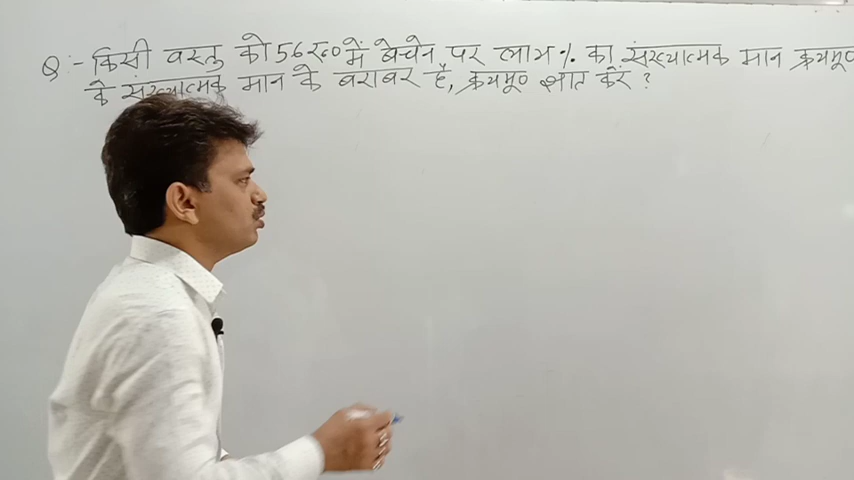 Q:- किसी वस्तु को 56रू० में बेचने पर लाभ % का संख्यात्मक मान क्रयमू०
के संख्यात्मक मान के बराबर है, क्रयमू० ज्ञात करें ?